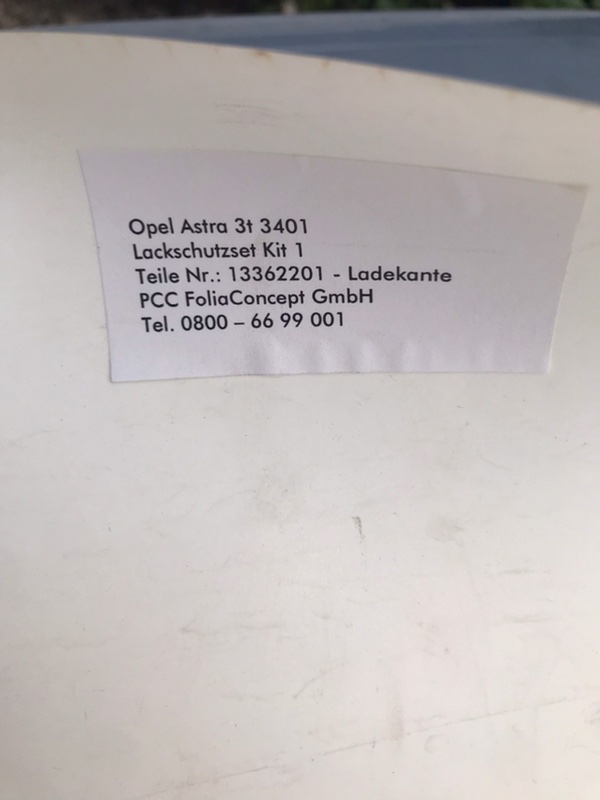 Opel Astra 3t 3401
Lackschutzset Kit 1
Teile Nr.: 13362201 - Ladekante
PCC FoliaConcept GmbH
Tel. 0800 – 66 99 001